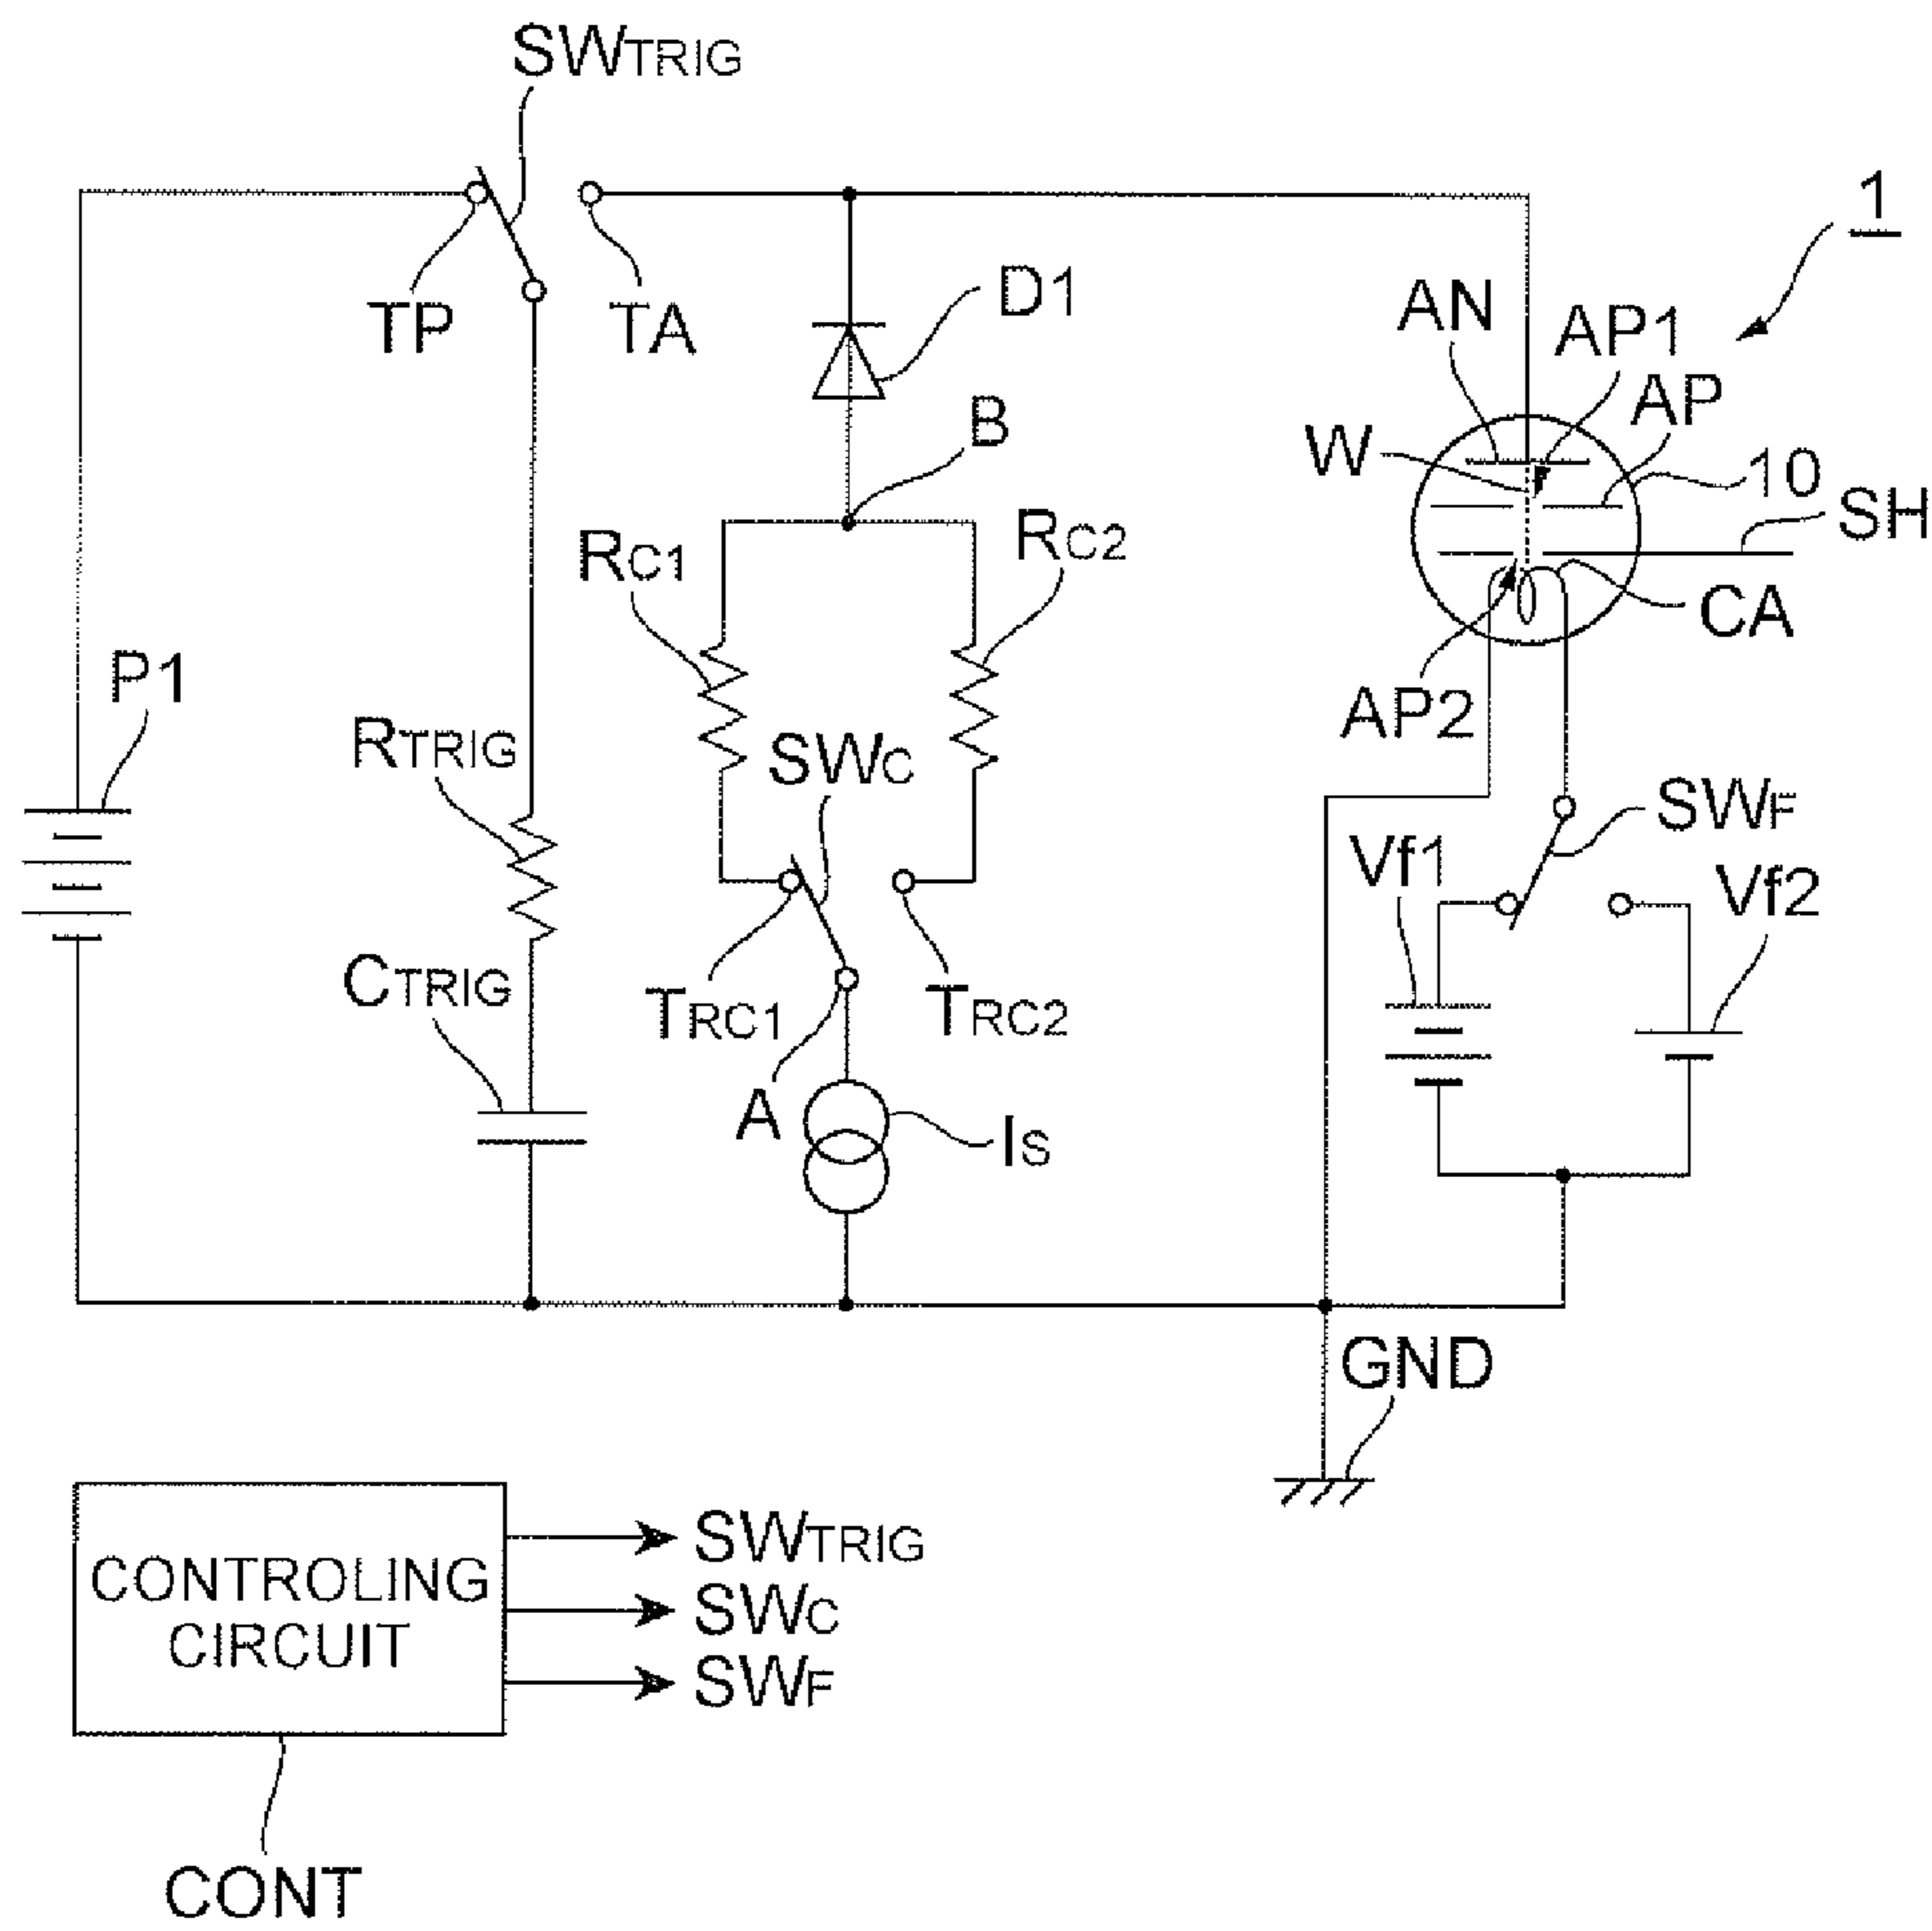 SWTRIG
1
TP
TA
D1
AN
AP1
AP
B
W
10
SH
RC1
RC2
CA
P1
AP2
RTRIG
SWC
SWF
Vf1
Vf2
CTRIG
TRC1
TRC2
A
IS
GND
CONTROLING
CIRCUIT
SWTRIG
SWC
SWF
CONT